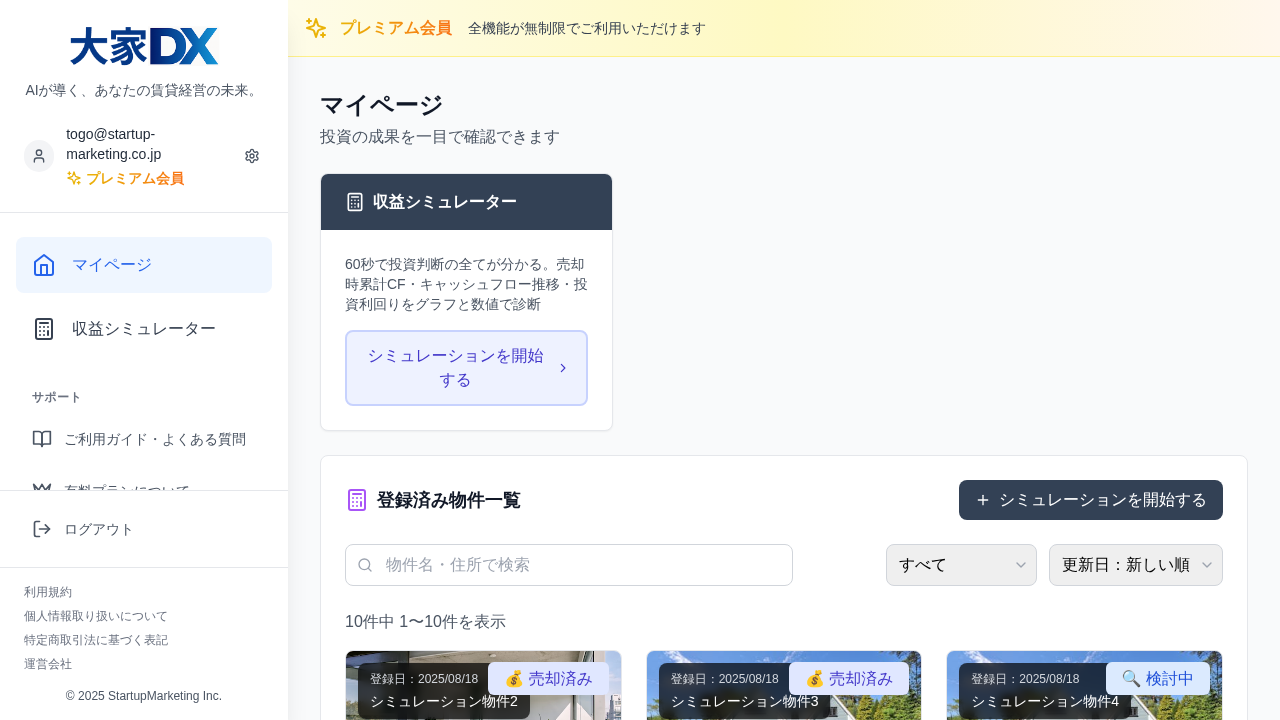 大家DX
AIが導く、あなたの賃貸経営の未来。
togo@startup-
marketing.co.jp
プレミアム会員
マイページ
収益シミュレーター
サポート
ご利用ガイド・よくある質問
有料プランについて
ログアウト
利用規約
個人情報取り扱いについて
特定商取引法に基づく表記
運営会社
© 2025 StartupMarketing Inc.
プレミアム会員 全機能が無制限でご利用いただけます
マイページ
投資の成果を一目で確認できます
収益シミュレーター
60秒で投資判断の全てが分かる。売却
時累計CF・キャッシュフロー推移・投
資利回りをグラフと数値で診断
シミュレーションを開始
する
登録済み物件一覧
シミュレーションを開始する
物件名・住所で検索
すべて
更新日：新しい順
10件中 1〜10件を表示
登録日：2025/08/18
💰 売却済み
シミュレーション物件2
登録日：2025/08/18
💰 売却済み
シミュレーション物件3
登録日：2025/08/18
🔍 検討中
シミュレーション物件4